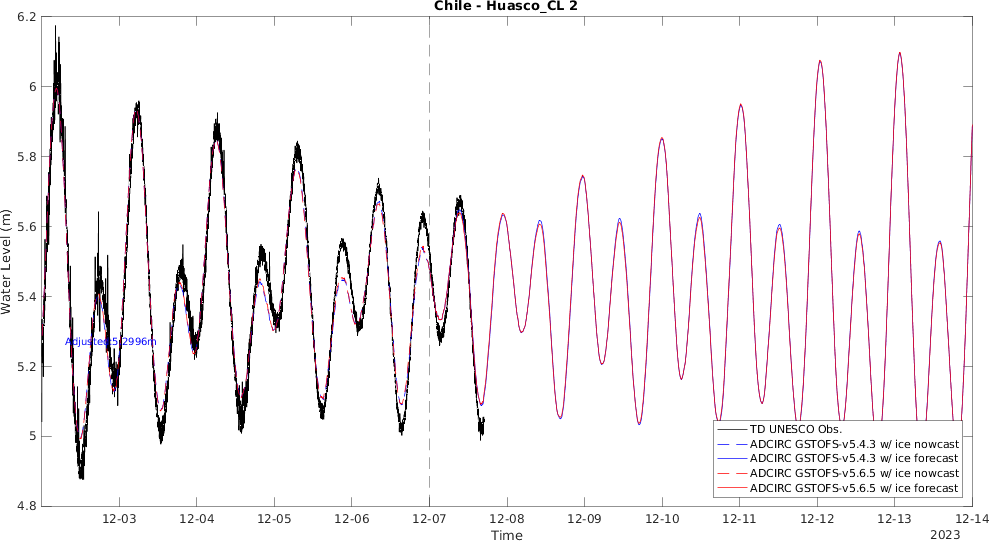 Chile - Huasco_CL 2
Water Level (m)
6.2
6
5.8
5.6
5.4
5.2
5
4.8
Adjusted:5.2996m
TD UNESCO Obs.
ADCIRC GSTOFS-v5.4.3 w/ ice nowcast
ADCIRC GSTOFS-v5.4.3 w/ ice forecast
ADCIRC GSTOFS-v5.6.5 w/ ice nowcast
ADCIRC GSTOFS-v5.6.5 w/ ice forecast
12-03 12-04 12-05 12-06 12-07 12-08 12-09 12-10 12-11 12-12 12-13 12-14
Time
2023